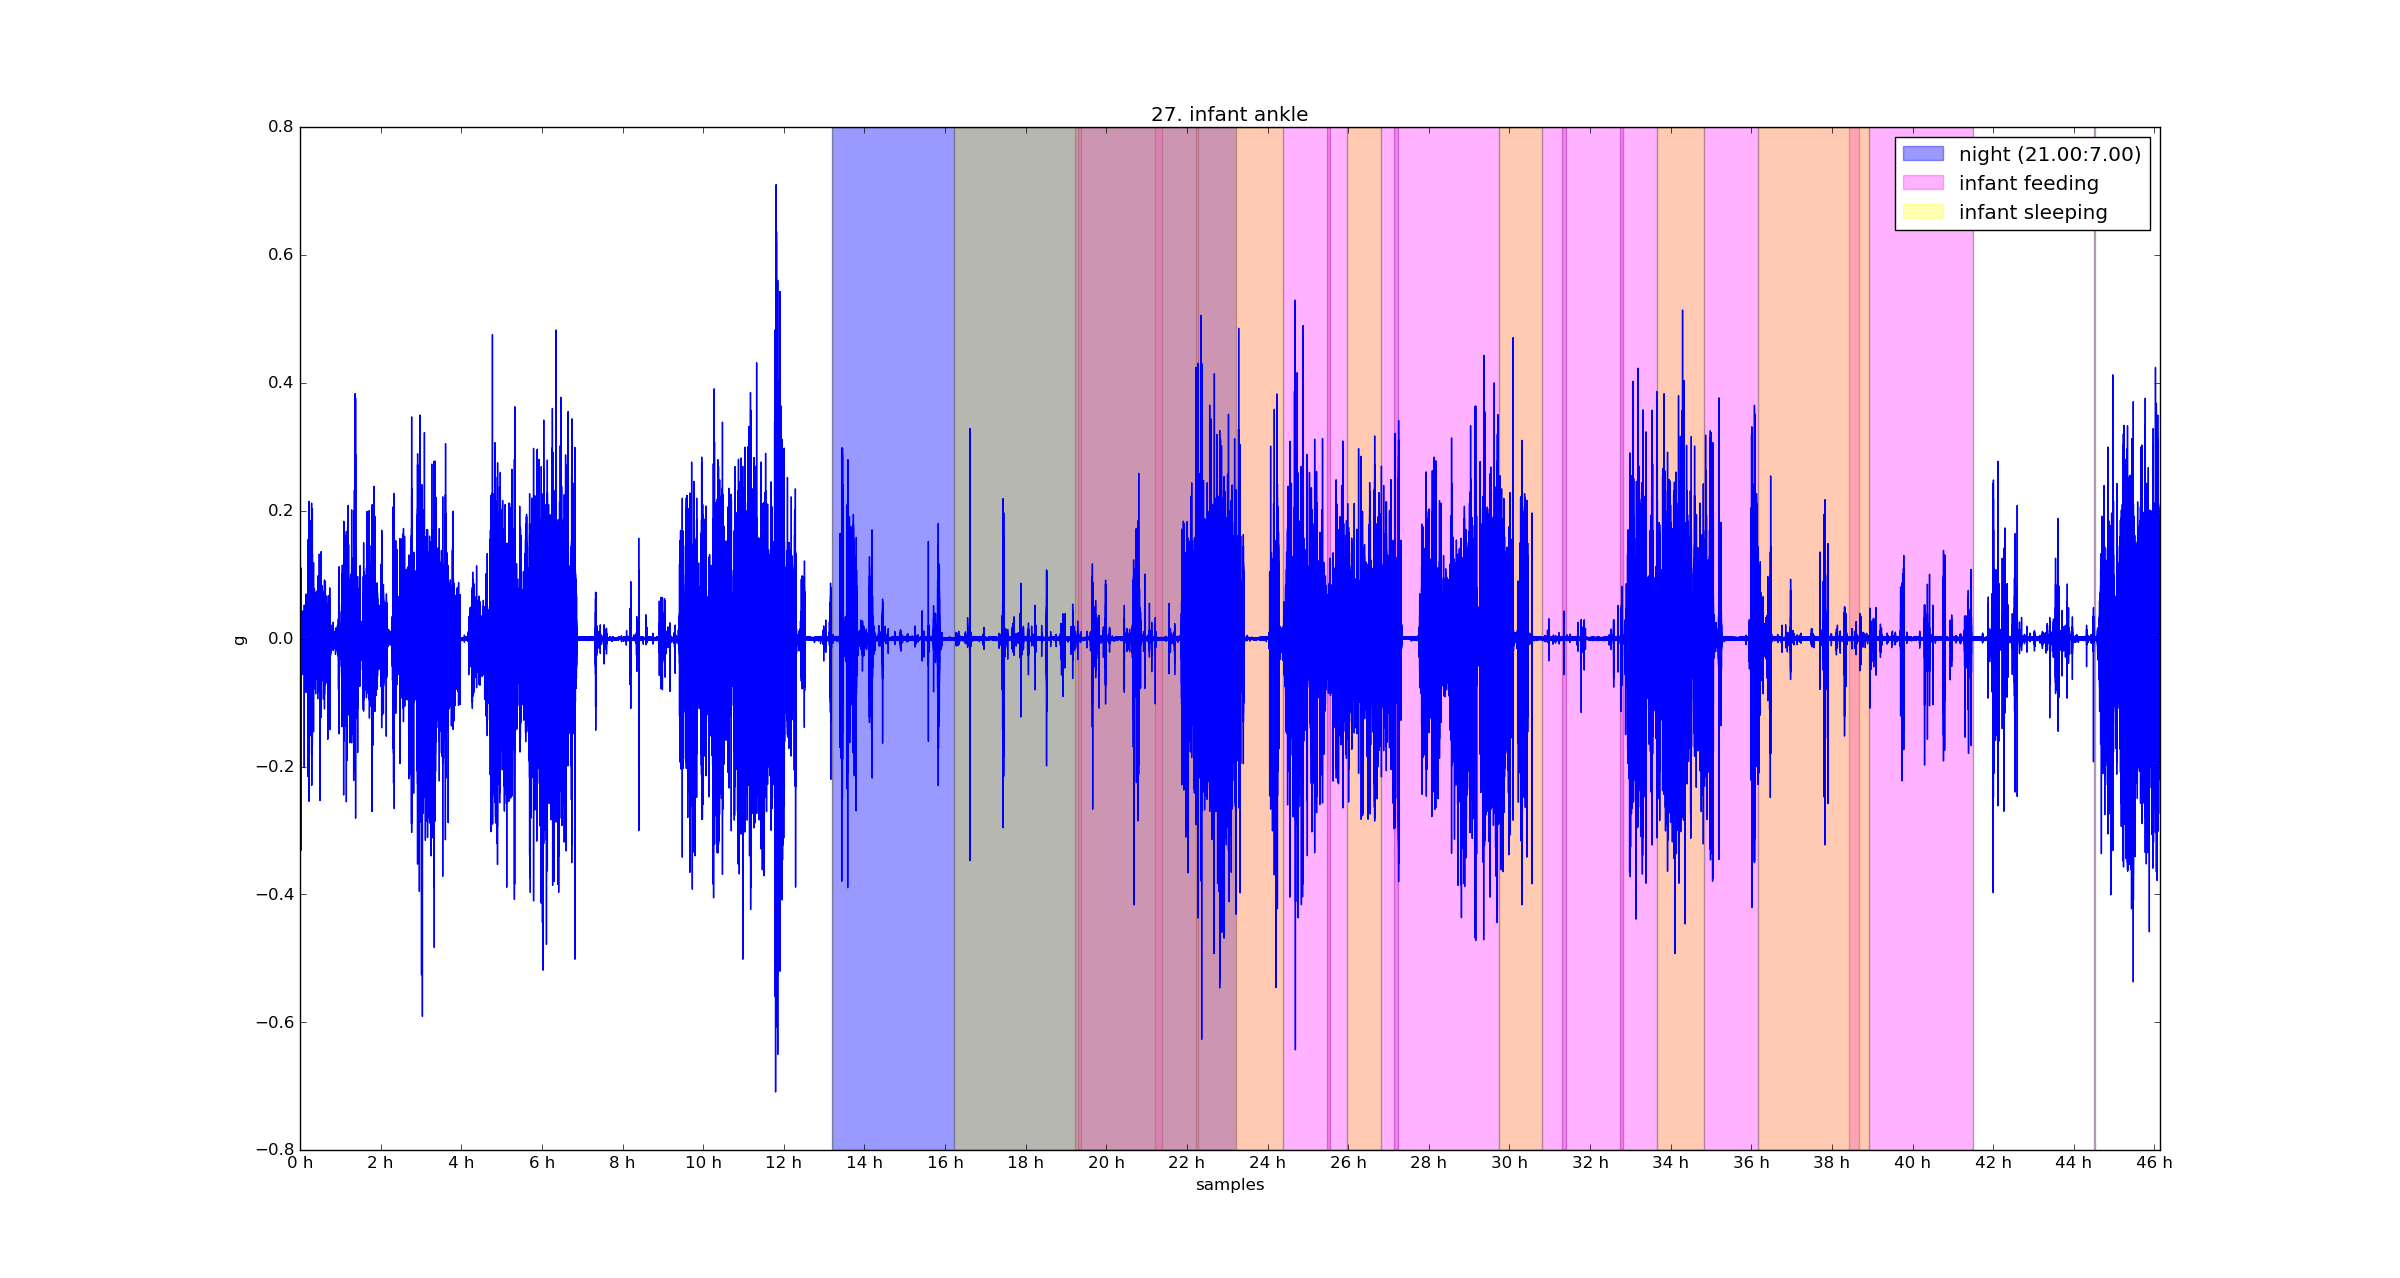 27. infant ankle
night (21.00:7.00)
infant feeding
infant sleeping
0.8
0.6
0.4
0.2
0.0
−0.2
−0.4
−0.6
−0.8
g
0 h 2 h 4 h 6 h 8 h 10 h 12 h 14 h 16 h 18 h 20 h 22 h 24 h 26 h 28 h 30 h 32 h 34 h 36 h 38 h 40 h 42 h 44 h 46 h
samples